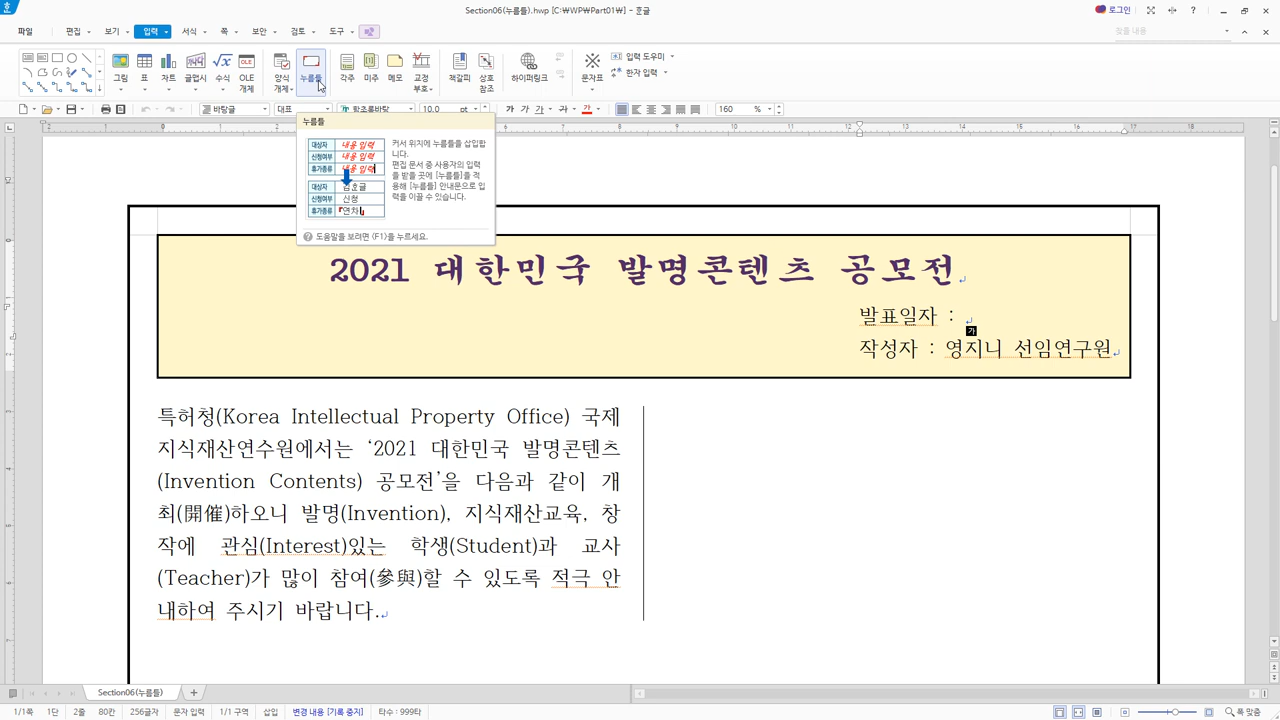 Section06(누름틀).hwp [C:₩WP₩Part01₩] - 흔글
로그인
파일 편집 보기 입력 서식 쪽 보안 검토 도구
찾을 내용
그림 표 차트 글맵시 수식 OLE 개체 양식 개체 누름틀 각주 미주 메모 교정 부호 책갈피 상호 참조 하이퍼링크 문자표 입력 도우미 한자 입력
바탕글 대표 함초롬바탕 10.0 pt 가 가 가 가 가 160 %
누름틀
대상자 내용 입력
신청여부 내용 입력
휴가종류 내용 입력
대상자 김흔글
신청여부 신청
휴가종류 『연차』
커서 위치에 누름틀을 삽입합
니다.
편집 문서 중 사용자의 입력
을 받을 곳에 [누름틀]을 적
용해 [누름틀] 안내문으로 입
력을 이끌 수 있습니다.
도움말을 보려면 <F1>을 누르세요.
2021 대한민국 발명콘텐츠 공모전
발표일자 :
가
작성자 : 영지니 선임연구원
특허청(Korea Intellectual Property Office) 국제
지식재산연수원에서는 ‘2021 대한민국 발명콘텐츠
(Invention Contents) 공모전’을 다음과 같이 개
최(開催)하오니 발명(Invention), 지식재산교육, 창
작에 관심(Interest)있는 학생(Student)과 교사
(Teacher)가 많이 참여(參與)할 수 있도록 적극 안
내하여 주시기 바랍니다.
Section06(누름틀)
1/1쪽 1단 2줄 80칸 256글자 문자 입력 1/1 구역 삽입 변경 내용 [기록 중지] 타수 : 999타 폭 맞춤